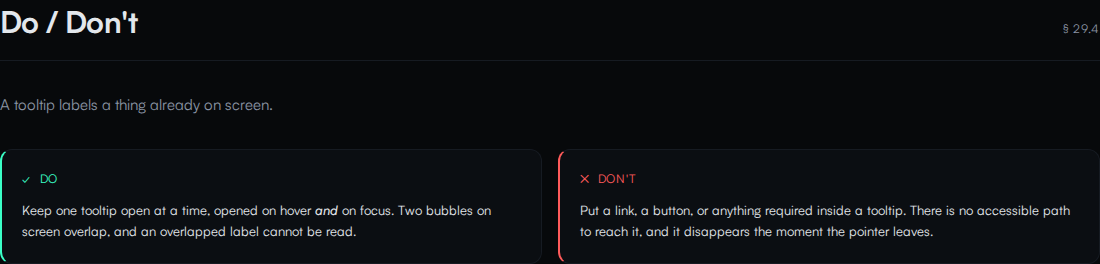 Do / Don't
§ 29.4
A tooltip labels a thing already on screen.
✓ DO
Keep one tooltip open at a time, opened on hover and on focus. Two bubbles on
screen overlap, and an overlapped label cannot be read.
✕ DON'T
Put a link, a button, or anything required inside a tooltip. There is no accessible path
to reach it, and it disappears the moment the pointer leaves.